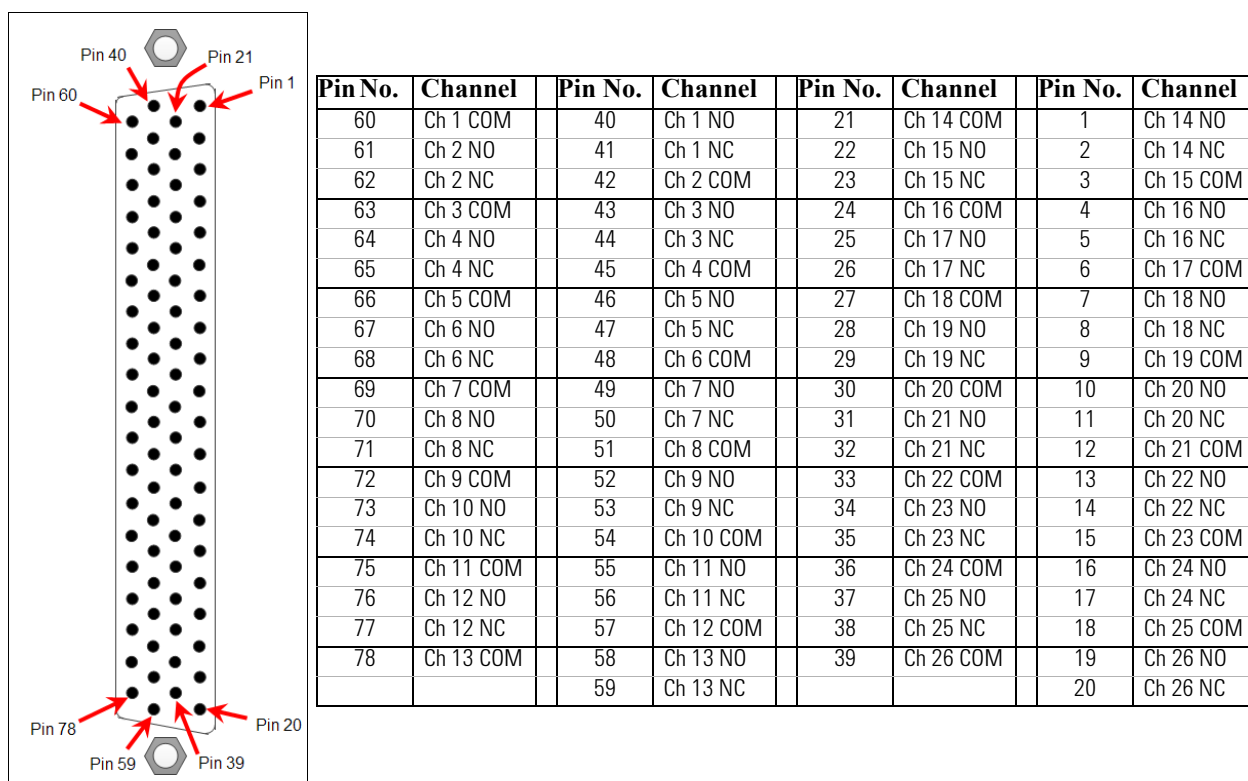 Pin 40
Pin 21
Pin 60
Pin 1
Pin 78
Pin 20
Pin 59
Pin 39
Pin No. Channel Pin No. Channel Pin No. Channel Pin No. Channel
60 Ch 1 COM 40 Ch 1 NO 21 Ch 14 COM 1 Ch 14 NO
61 Ch 2 NO 41 Ch 1 NC 22 Ch 15 NO 2 Ch 14 NC
62 Ch 2 NC 42 Ch 2 COM 23 Ch 15 NC 3 Ch 15 COM
63 Ch 3 COM 43 Ch 3 NO 24 Ch 16 COM 4 Ch 16 NO
64 Ch 4 NO 44 Ch 3 NC 25 Ch 17 NO 5 Ch 16 NC
65 Ch 4 NC 45 Ch 4 COM 26 Ch 17 NC 6 Ch 17 COM
66 Ch 5 COM 46 Ch 5 NO 27 Ch 18 COM 7 Ch 18 NO
67 Ch 6 NO 47 Ch 5 NC 28 Ch 19 NO 8 Ch 18 NC
68 Ch 6 NC 48 Ch 6 COM 29 Ch 19 NC 9 Ch 19 COM
69 Ch 7 COM 49 Ch 7 NO 30 Ch 20 COM 10 Ch 20 NO
70 Ch 8 NO 50 Ch 7 NC 31 Ch 21 NO 11 Ch 20 NC
71 Ch 8 NC 51 Ch 8 COM 32 Ch 21 NC 12 Ch 21 COM
72 Ch 9 COM 52 Ch 9 NO 33 Ch 22 COM 13 Ch 22 NO
73 Ch 10 NO 53 Ch 9 NC 34 Ch 23 NO 14 Ch 22 NC
74 Ch 10 NC 54 Ch 10 COM 35 Ch 23 NC 15 Ch 23 COM
75 Ch 11 COM 55 Ch 11 NO 36 Ch 24 COM 16 Ch 24 NO
76 Ch 12 NO 56 Ch 11 NC 37 Ch 25 NO 17 Ch 24 NC
77 Ch 12 NC 57 Ch 12 COM 38 Ch 25 NC 18 Ch 25 COM
78 Ch 13 COM 58 Ch 13 NO 39 Ch 26 COM 19 Ch 26 NO
59 Ch 13 NC 20 Ch 26 NC